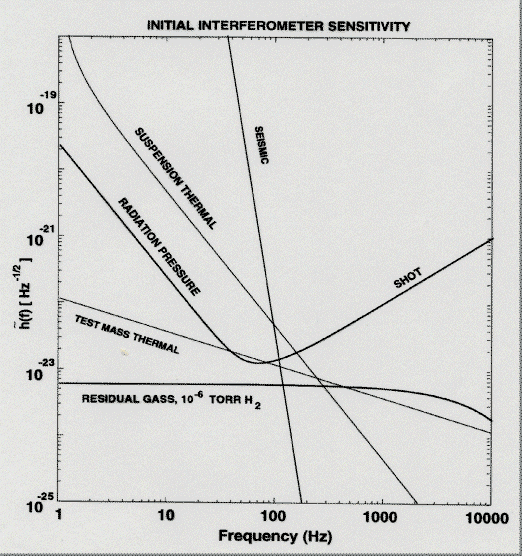 INITIAL INTERFEROMETER SENSITIVITY
10 -19
SUSPENSION THERMAL
SEISMIC
RADIATION PRESSURE
10 -21
h̃(f) [ Hz -1/2 ]
SHOT
TEST MASS THERMAL
10 -23
RESIDUAL GASS, 10 -6 TORR H 2
10 -25
1 10 100 1000 10000
Frequency (Hz)